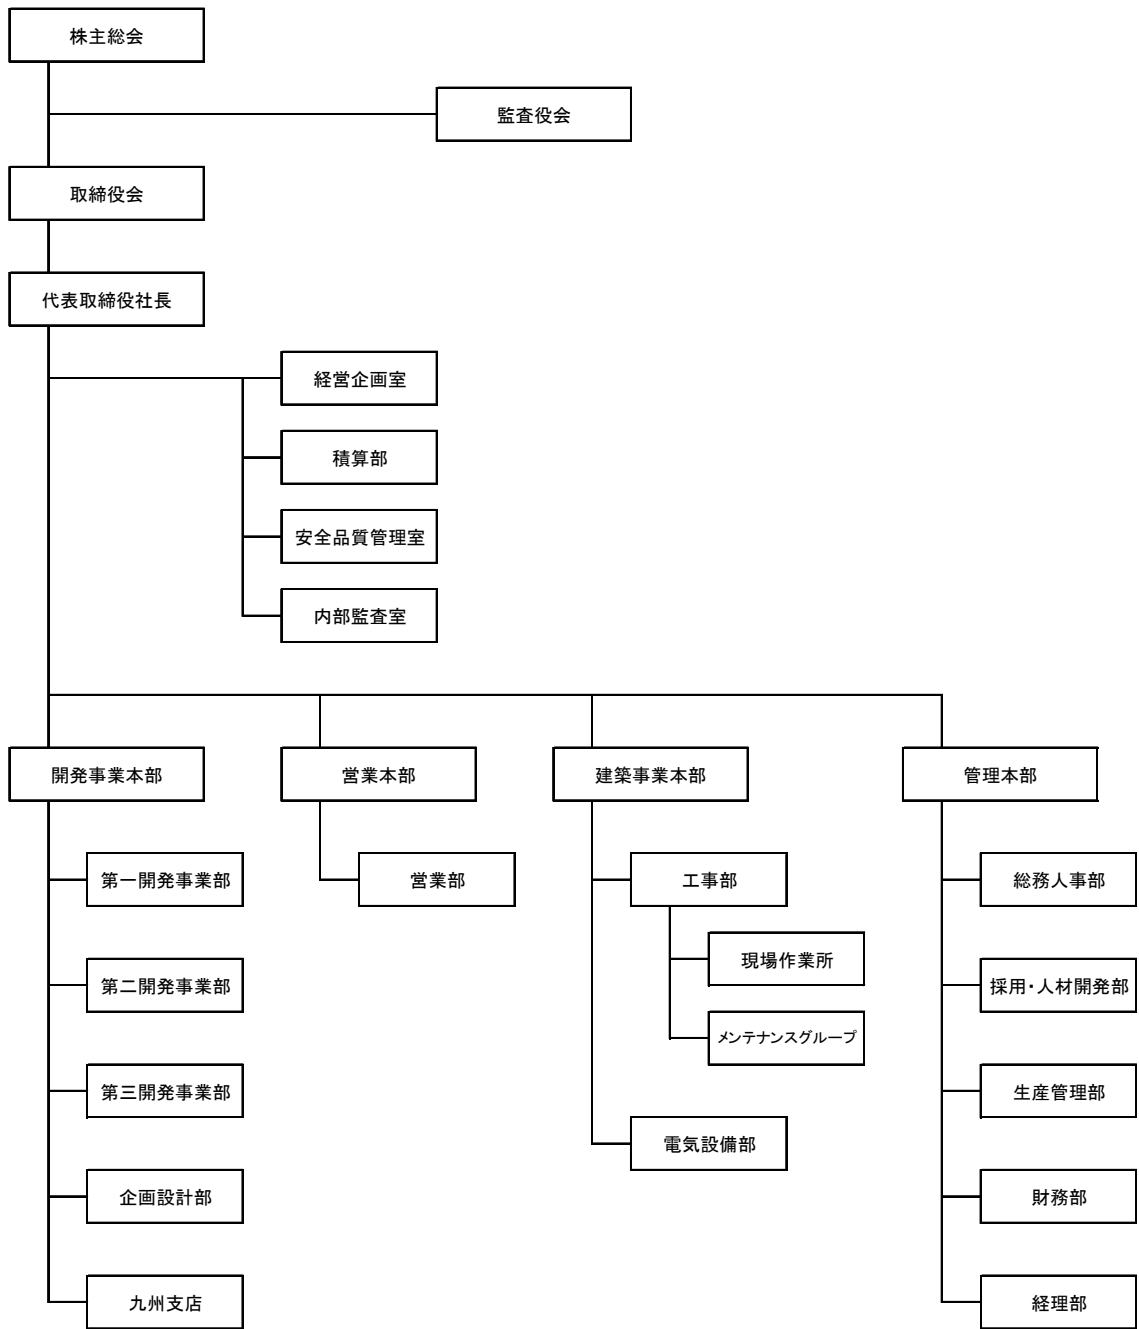 株主総会
監査役会
取締役会
代表取締役社長
経営企画室
積算部
安全品質管理室
内部監査室
開発事業本部
営業本部
建築事業本部
管理本部
第一開発事業部
営業部
工事部
総務人事部
現場作業所
第二開発事業部
採用・人材開発部
メンテナンスグループ
第三開発事業部
生産管理部
電気設備部
企画設計部
財務部
九州支店
経理部